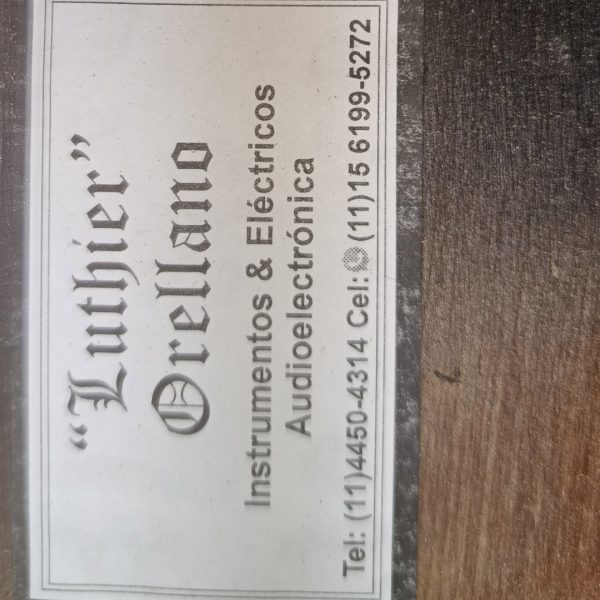 “Luthier”
Orellano
Instrumentos & Eléctricos
Audioelectrónica
Tel: (11)4450-4314 Cel: (11)15 6199-5272